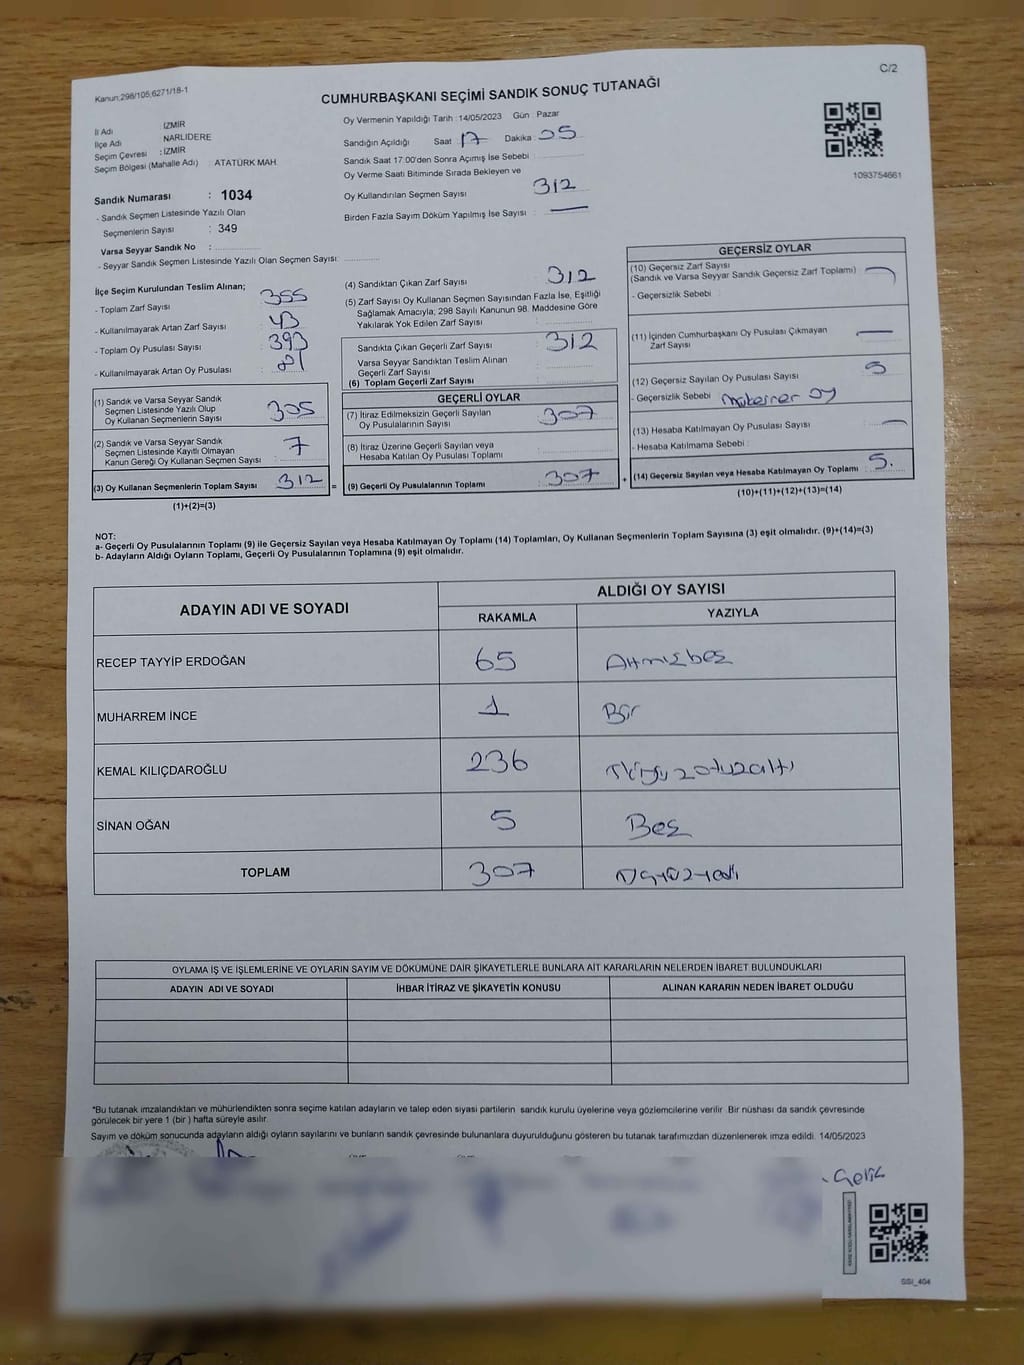 C/2
Kanun:298/105;6271/18-1
CUMHURBAŞKANI SEÇİMİ SANDIK SONUÇ TUTANAĞI
İl Adı : İZMİR
İlçe Adı NARLIDERE
Seçim Çevresi : İZMİR
Seçim Bölgesi (Mahalle Adı) : ATATÜRK MAH.
Sandık Numarası : 1034
- Sandık Seçmen Listesinde Yazılı Olan
Seçmenlerin Sayısı : 349
Varsa Seyyar Sandık No :
- Seyyar Sandık Seçmen Listesinde Yazılı Olan Seçmen Sayısı:
Oy Vermenin Yapıldığı Tarih : 14/05/2023 Gün Pazar
Sandığın Açıldığı Saat 17 Dakika : 05
Sandık Saat 17:00'den Sonra Açılmış İse Sebebi :
Oy Verme Saati Bitiminde Sırada Bekleyen ve
Oy Kullandırılan Seçmen Sayısı : 312
Birden Fazla Sayım Döküm Yapılmış İse Sayısı : —
1093754661
İlçe Seçim Kurulundan Teslim Alınan;
- Toplam Zarf Sayısı : 355
- Kullanılmayarak Artan Zarf Sayısı : 43
- Toplam Oy Pusulası Sayısı : 393
- Kullanılmayarak Artan Oy Pusulası : 81
(1) Sandık ve Varsa Seyyar Sandık
Seçmen Listesinde Yazılı Olup
Oy Kullanan Seçmenlerin Sayısı : 305
(2) Sandık ve Varsa Seyyar Sandık
Seçmen Listesinde Kayıtlı Olmayan
Kanun Gereği Oy Kullanan Seçmen Sayısı : 7
(3) Oy Kullanan Seçmenlerin Toplam Sayısı : 312 =
(1)+(2)=(3)
(4) Sandıktan Çıkan Zarf Sayısı : 312
(5) Zarf Sayısı Oy Kullanan Seçmen Sayısından Fazla İse, Eşitliği
Sağlamak Amacıyla; 298 Sayılı Kanunun 98. Maddesine Göre
Yakılarak Yok Edilen Zarf Sayısı :
Sandıkta Çıkan Geçerli Zarf Sayısı : 312
Varsa Seyyar Sandıktan Teslim Alınan
Geçerli Zarf Sayısı :
(6) Toplam Geçerli Zarf Sayısı :
GEÇERLİ OYLAR
(7) İtiraz Edilmeksizin Geçerli Sayılan
Oy Pusulalarının Sayısı : 307
(8) İtiraz Üzerine Geçerli Sayılan veya
Hesaba Katılan Oy Pusulası Toplamı :
(9) Geçerli Oy Pusulalarının Toplamı : 307 +
GEÇERSİZ OYLAR
(10) Geçersiz Zarf Sayısı
(Sandık ve Varsa Seyyar Sandık Geçersiz Zarf Toplamı) : —
- Geçersizlik Sebebi :
(11) İçinden Cumhurbaşkanı Oy Pusulası Çıkmayan
Zarf Sayısı : —
(12) Geçersiz Sayılan Oy Pusulası Sayısı : 5
- Geçersizlik Sebebi : oy
(13) Hesaba Katılmayan Oy Pusulası Sayısı : —
- Hesaba Katılmama Sebebi :
(14) Geçersiz Sayılan veya Hesaba Katılmayan Oy Toplamı : 5.
(10)+(11)+(12)+(13)=(14)
NOT:
a- Geçerli Oy Pusulalarının Toplamı (9) ile Geçersiz Sayılan veya Hesaba Katılmayan Oy Toplamı (14) Toplamları, Oy Kullanan Seçmenlerin Toplam Sayısına (3) eşit olmalıdır. (9)+(14)=(3)
b- Adayların Aldığı Oyların Toplamı, Geçerli Oy Pusulalarının Toplamına (9) eşit olmalıdır.
ADAYIN ADI VE SOYADI
ALDIĞI OY SAYISI
RAKAMLA YAZIYLA
RECEP TAYYİP ERDOĞAN 65 Altmışbeş
MUHARREM İNCE 1 Bir
KEMAL KILIÇDAROĞLU 236 İkiyüzotuzaltı
SİNAN OĞAN 5 Beş
TOPLAM 307 Üçyüzyedi
OYLAMA İŞ VE İŞLEMLERİNE VE OYLARIN SAYIM VE DÖKÜMÜNE DAİR ŞİKAYETLERLE BUNLARA AİT KARARLARIN NELERDEN İBARET BULUNDUKLARI
ADAYIN ADI VE SOYADI İHBAR İTİRAZ VE ŞİKAYETİN KONUSU ALINAN KARARIN NEDEN İBARET OLDUĞU
*Bu tutanak imzalandıktan ve mühürlendikten sonra seçime katılan adayların ve talep eden siyasi partilerin sandık kurulu üyelerine veya gözlemcilerine verilir .Bir nüshası da sandık çevresinde
görülecek bir yere 1 (bir ) hafta süreyle asılır.
Sayım ve döküm sonucunda adayların aldığı oyların sayılarını ve bunların sandık çevresinde bulunanlara duyurulduğunu gösteren bu tutanak tarafımızdan düzenlenerek imza edildi. 14/05/2023
Çelik
SSI_404